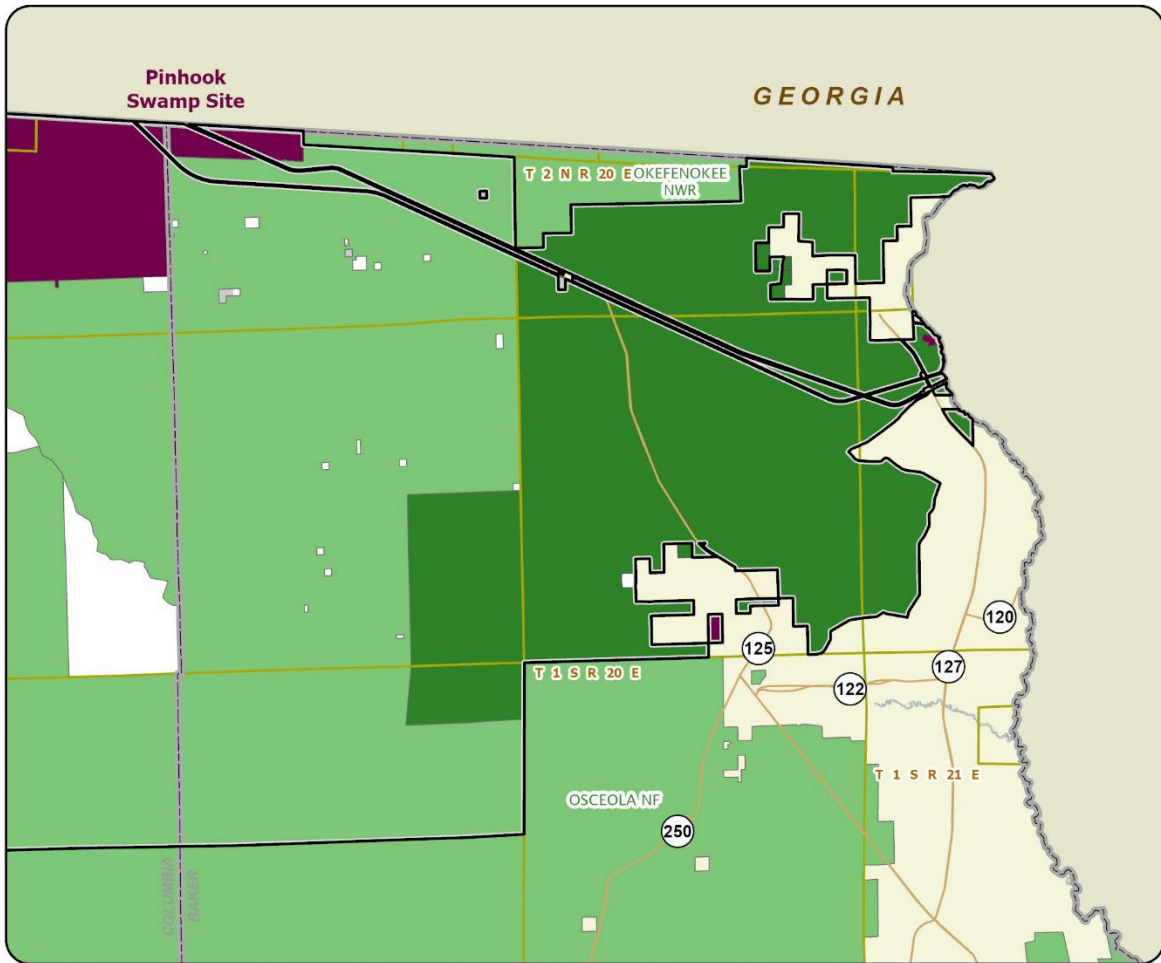 Pinhook
Swamp Site
GEORGIA
T 2 N R 20 E
OKEFENOKEE
NWR
120
125
127
T 1 S R 20 E
122
T 1 S R 21 E
OSCEOLA NF
250
COLUMBIA
BAKER